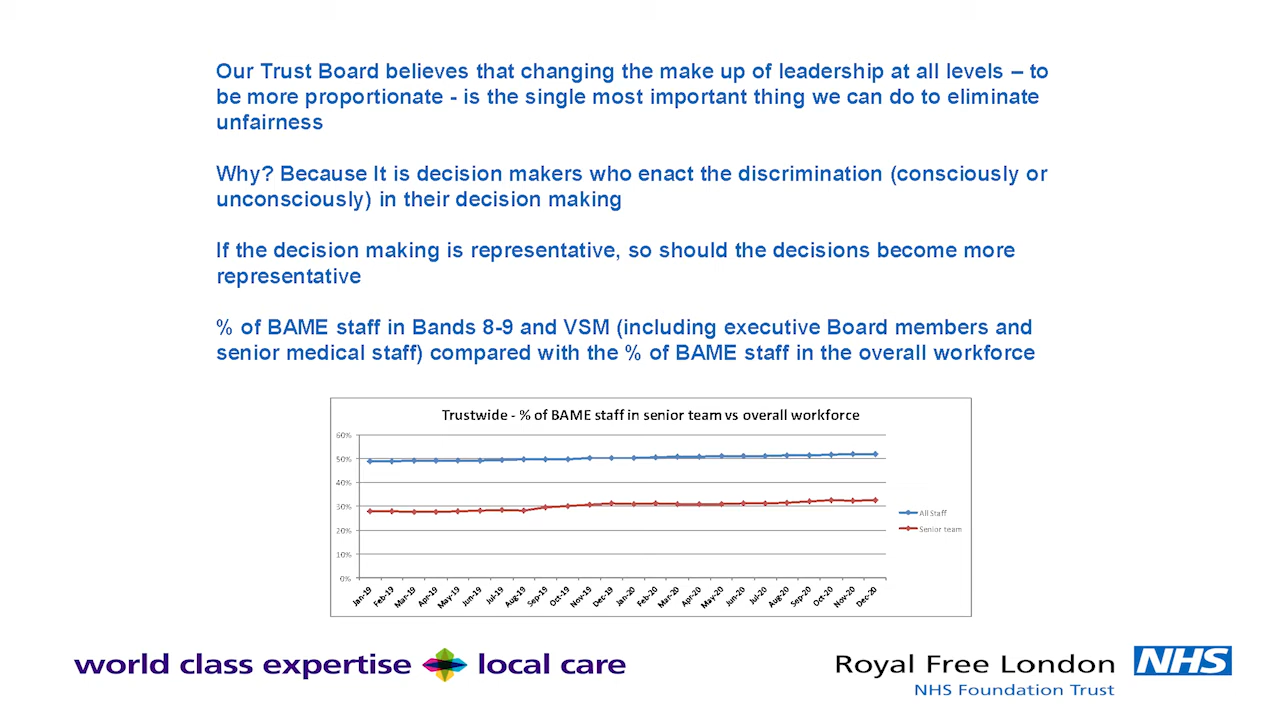 Our Trust Board believes that changing the make up of leadership at all levels – to
be more proportionate - is the single most important thing we can do to eliminate
unfairness
Why? Because It is decision makers who enact the discrimination (consciously or
unconsciously) in their decision making
If the decision making is representative, so should the decisions become more
representative
% of BAME staff in Bands 8-9 and VSM (including executive Board members and
senior medical staff) compared with the % of BAME staff in the overall workforce
Trustwide - % of BAME staff in senior team vs overall workforce
60%
50%
40%
30%
20%
10%
0%
Jan-19 Feb-19 Mar-19 Apr-19 May-19 Jun-19 Jul-19 Aug-19 Sep-19 Oct-19 Nov-19 Dec-19 Jan-20 Feb-20 Mar-20 Apr-20 May-20 Jun-20 Jul-20 Aug-20 Sep-20 Oct-20 Nov-20 Dec-20
All Staff
Senior team
world class expertise local care
Royal Free London NHS
NHS Foundation Trust